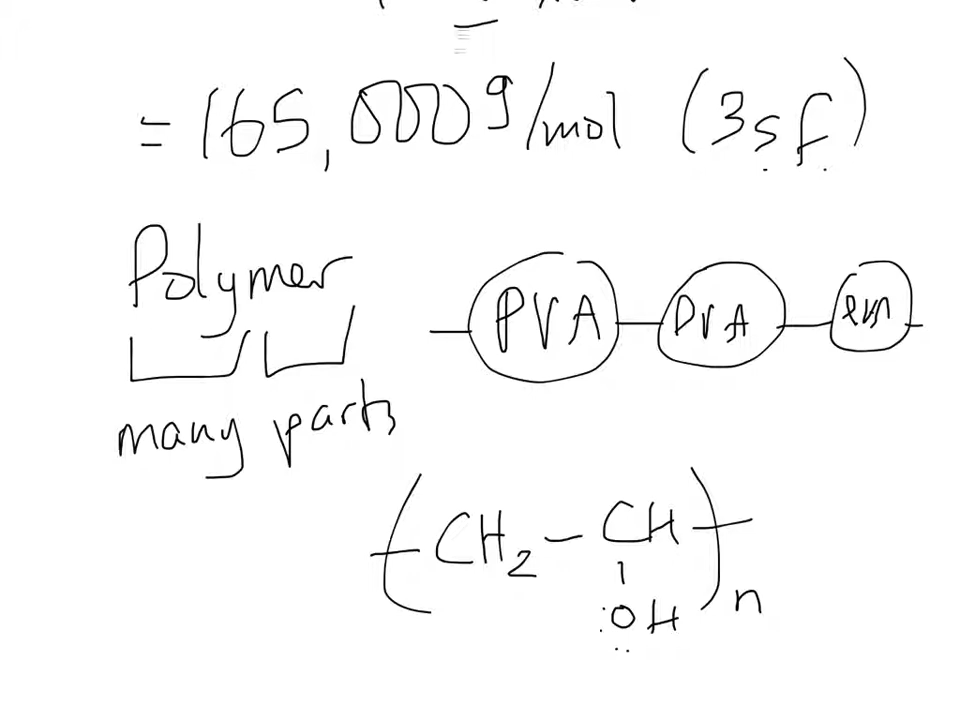 = 165,000 g/mol (3sf)
Polymer
PVA PVA
many parts
(CH₂ - CH)n
OH